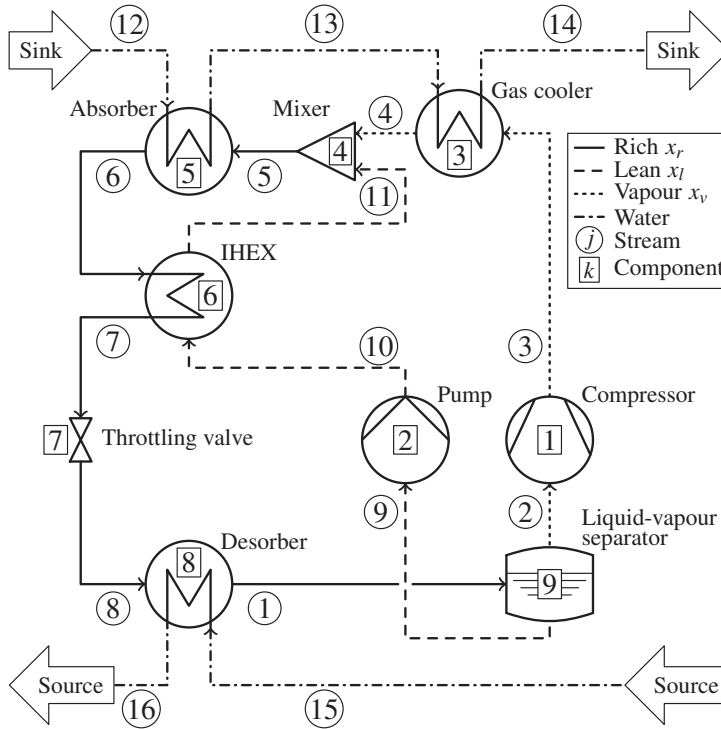 12
13
14
Sink
Sink
Absorber
Mixer
Gas cooler
4
5
4
3
6
5
11
Rich x_r
Lean x_l
Vapour x_v
Water
j Stream
k Component
IHEX
6
7
10
3
Pump
Compressor
7
Throttling valve
2
1
9
2
Liquid-vapour
separator
Desorber
8
9
8
1
Source
16
15
Source